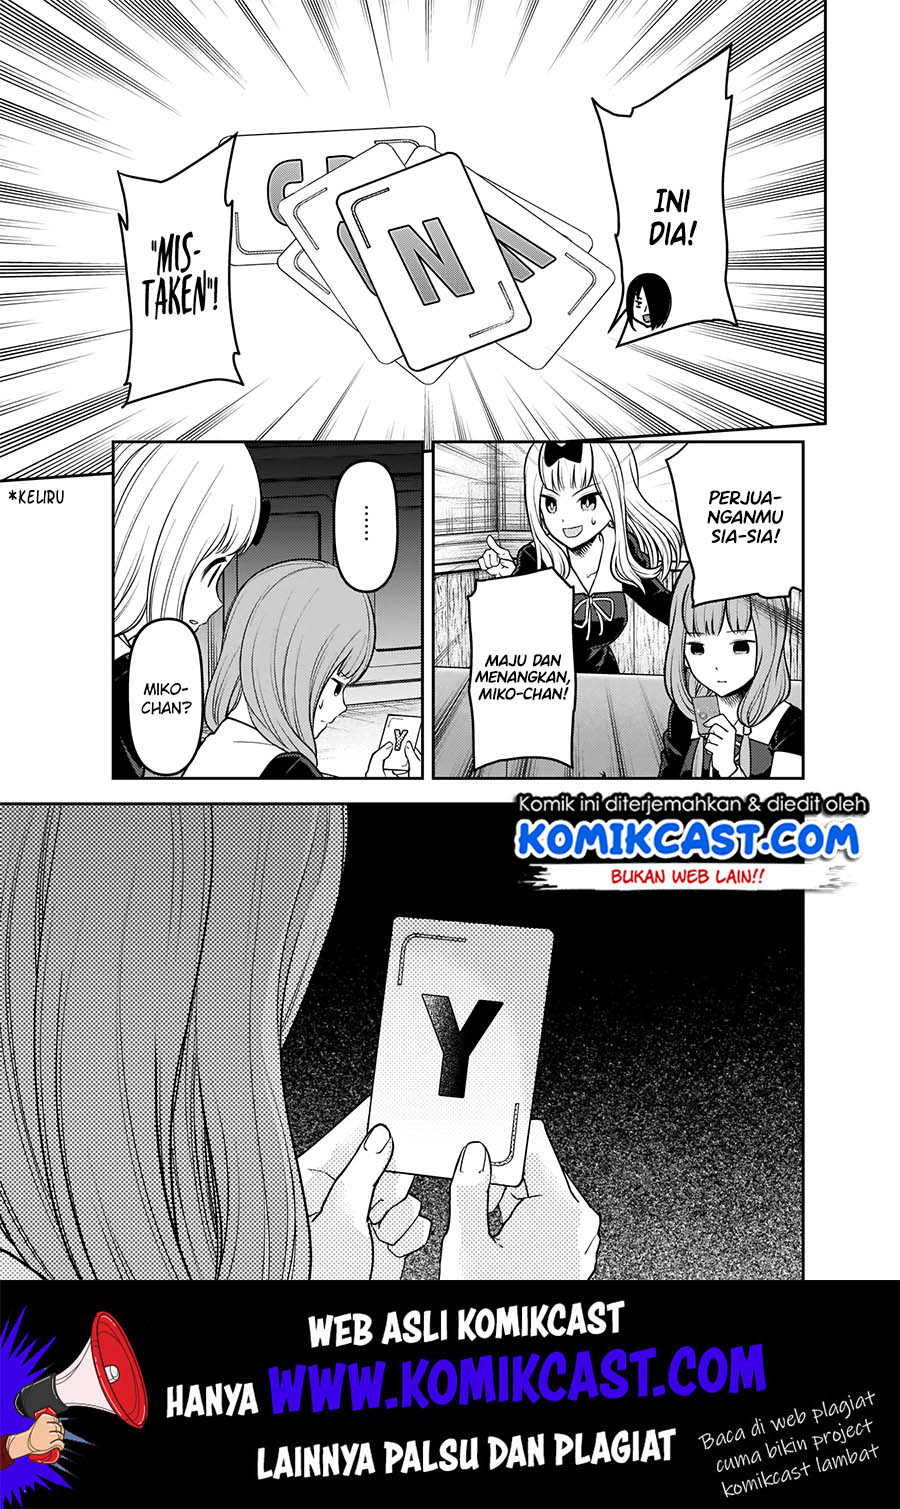 INI
DIA!
"MIS-
TAKEN"!
N
*KELIRU
PERJUA-
NGANMU
SIA-SIA!
MAJU DAN
MENANGKAN,
MIKO-CHAN!
........
MIKO-
CHAN?
Y
Komik ini diterjemahkan & diedit oleh
KOMIKCAST.COM
BUKAN WEB LAIN!!
Y
WEB ASLI KOMIKCAST
HANYA WWW.KOMIKCAST.COM
LAINNYA PALSU DAN PLAGIAT
Baca di web plagiat
cuma bikin project
komikcast lambat